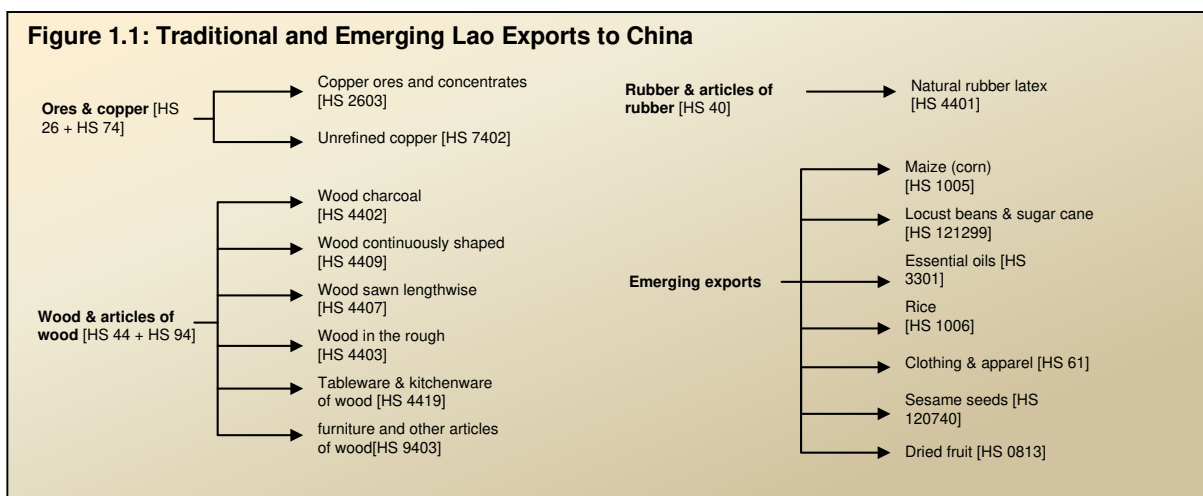 Figure 1.1: Traditional and Emerging Lao Exports to China
Ores & copper [HS
26 + HS 74]
Copper ores and concentrates
[HS 2603]
Unrefined copper [HS 7402]
Wood & articles of
wood [HS 44 + HS 94]
Wood charcoal
[HS 4402]
Wood continuously shaped
[HS 4409]
Wood sawn lengthwise
[HS 4407]
Wood in the rough
[HS 4403]
Tableware & kitchenware
of wood [HS 4419]
furniture and other articles
of wood[HS 9403]
Rubber & articles of
rubber [HS 40]
Natural rubber latex
[HS 4401]
Emerging exports
Maize (corn)
[HS 1005]
Locust beans & sugar cane
[HS 121299]
Essential oils [HS
3301]
Rice
[HS 1006]
Clothing & apparel [HS 61]
Sesame seeds [HS
120740]
Dried fruit [HS 0813]